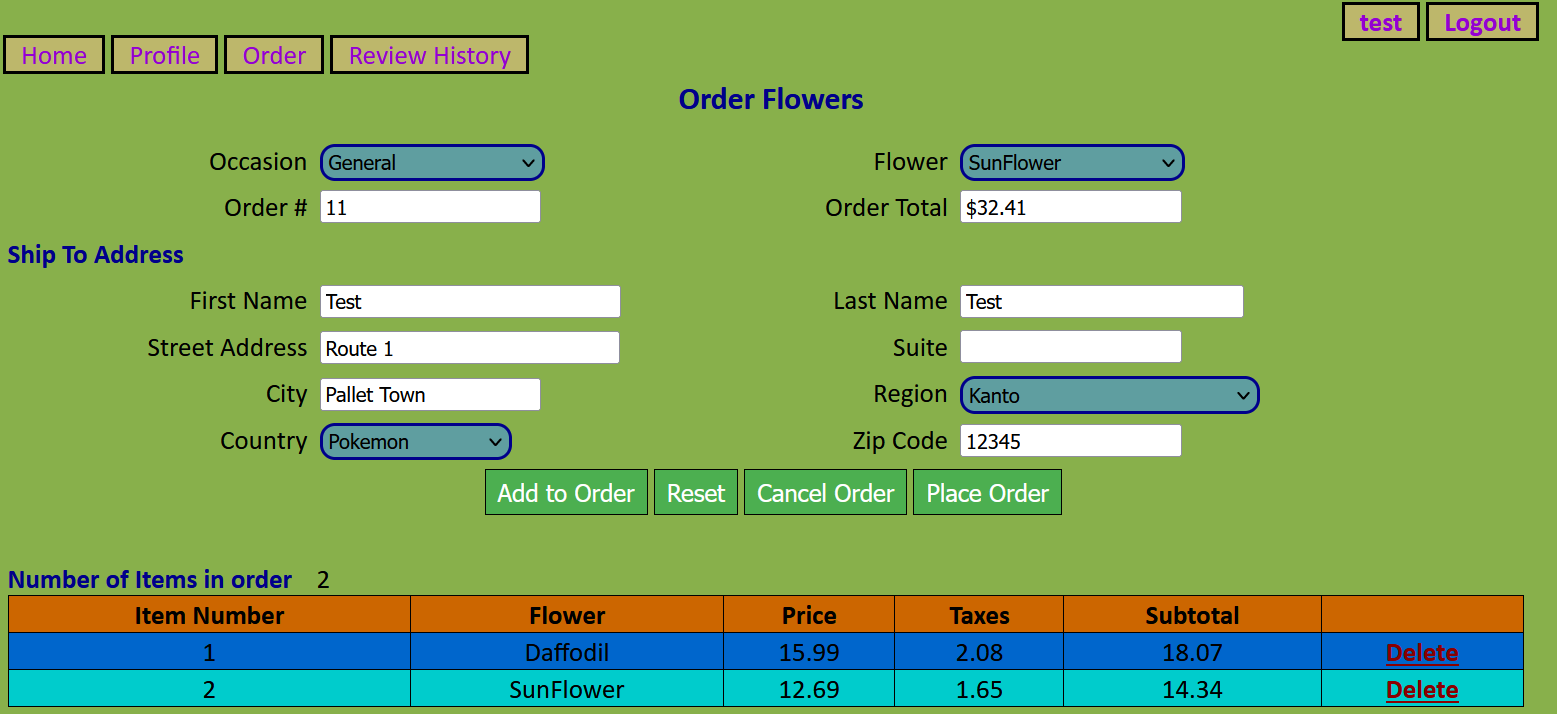 test Logout
Home Profile Order Review History
Order Flowers
Occasion General Flower SunFlower
Order # 11 Order Total $32.41
Ship To Address
First Name Test Last Name Test
Street Address Route 1 Suite
City Pallet Town Region Kanto
Country Pokemon Zip Code 12345
Add to Order Reset Cancel Order Place Order
Number of Items in order 2
Item Number Flower Price Taxes Subtotal
1 Daffodil 15.99 2.08 18.07 Delete
2 SunFlower 12.69 1.65 14.34 Delete